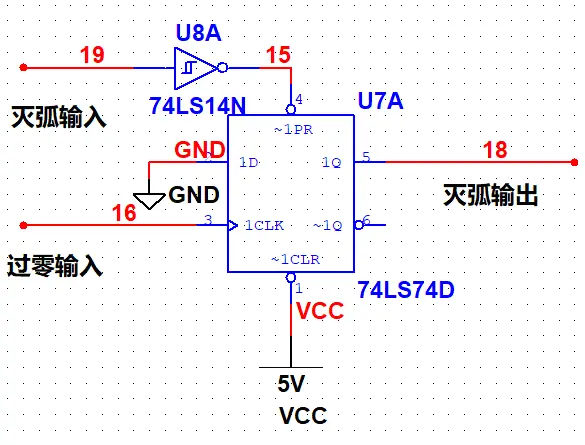 U8A
19
15
74LS14N
灭弧输入
4
U7A
~1PR
GND
2
1D
1Q
5
18
GND
灭弧输出
16
3
1CLK
~1Q
6
过零输入
~1CLR
1
74LS74D
VCC
5V
VCC